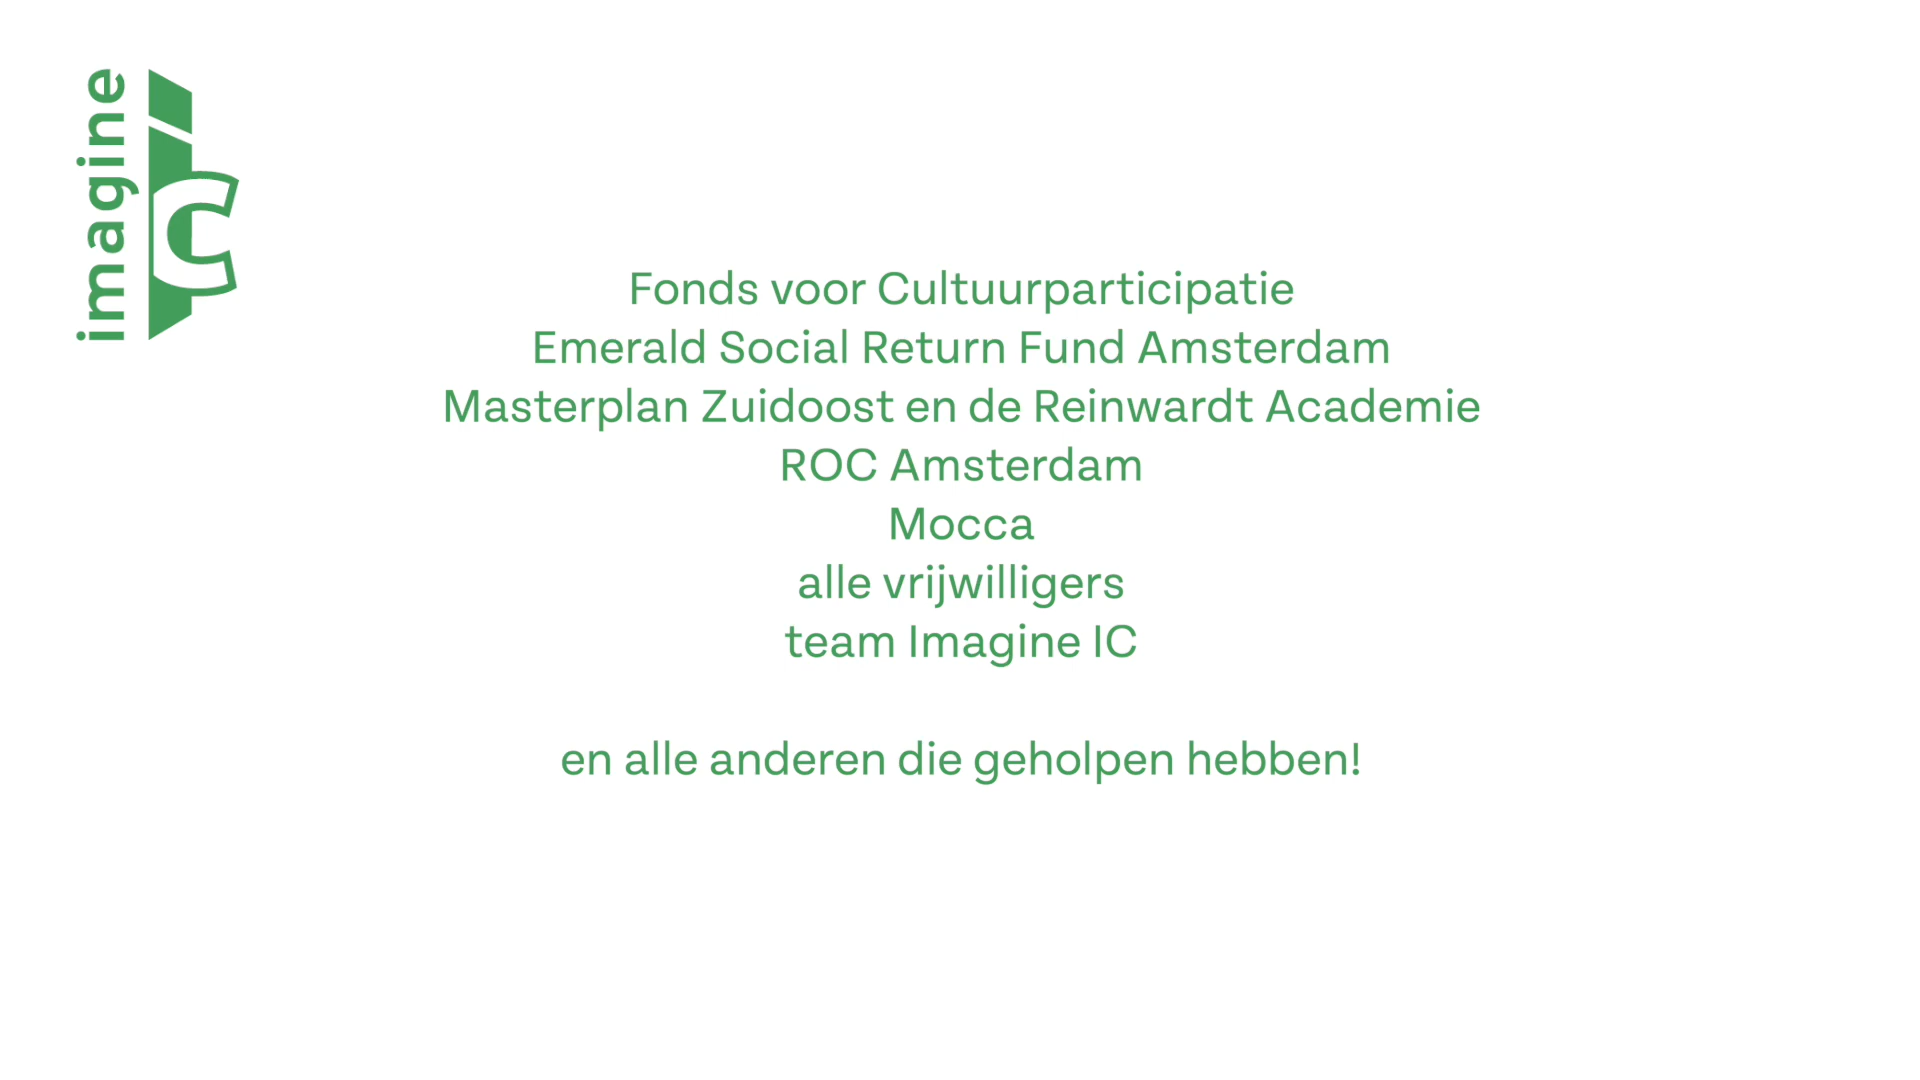 imagine
IC
Fonds voor Cultuurparticipatie
Emerald Social Return Fund Amsterdam
Masterplan Zuidoost en de Reinwardt Academie
ROC Amsterdam
Mocca
alle vrijwilligers
team Imagine IC
en alle anderen die geholpen hebben!